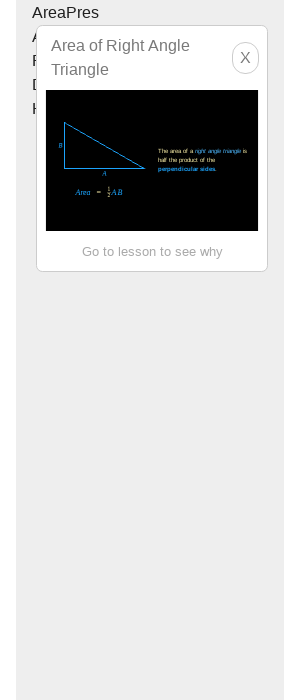 AreaPres
Area of Right Angle
Triangle
X
B
A
Area = 1/2 AB
The area of a right angle triangle is
half the product of the
perpendicular sides.
Go to lesson to see why